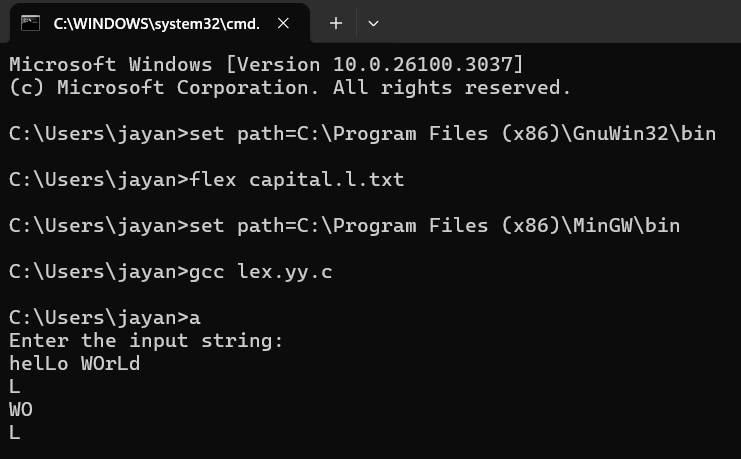 C:\WINDOWS\system32\cmd.
Microsoft Windows [Version 10.0.26100.3037]
(c) Microsoft Corporation. All rights reserved.
C:\Users\jayan>set path=C:\Program Files (x86)\GnuWin32\bin
C:\Users\jayan>flex capital.l.txt
C:\Users\jayan>set path=C:\Program Files (x86)\MinGW\bin
C:\Users\jayan>gcc lex.yy.c
C:\Users\jayan>a
Enter the input string:
helLo WOrLd
L
WO
L